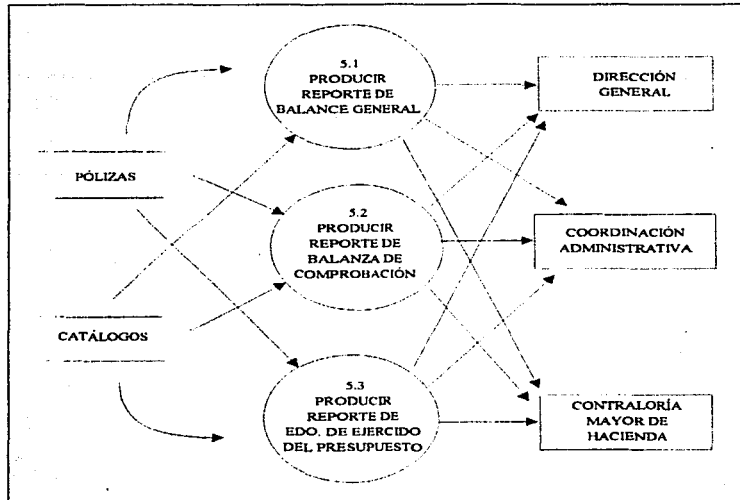 5.1
PRODUCIR
REPORTE DE
BALANCE GENERAL
DIRECCIÓN
GENERAL
PÓLIZAS
5.2
PRODUCIR
REPORTE DE
BALANZA DE
COMPROBACIÓN
COORDINACIÓN
ADMINISTRATIVA
CATÁLOGOS
5.3
PRODUCIR
REPORTE DE
EDO. DE EJERCIDO
DEL PRESUPUESTO
CONTRALORÍA
MAYOR DE
HACIENDA